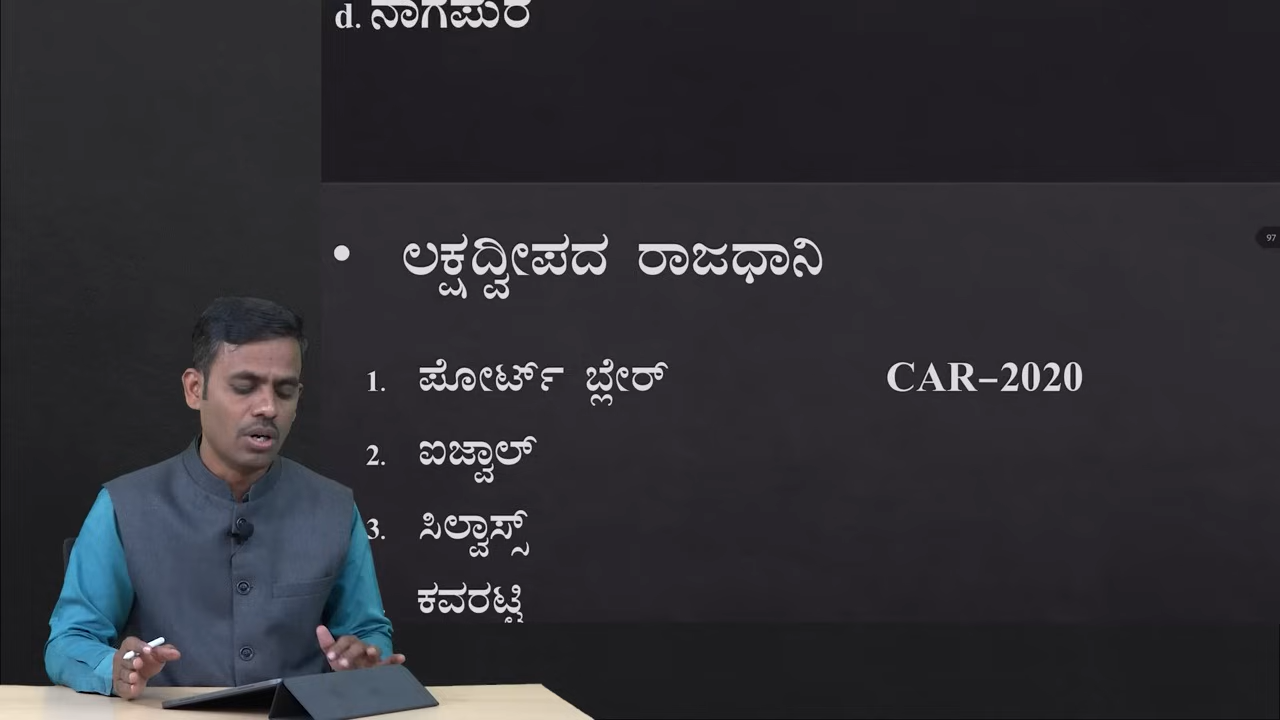 d. ನಾಗಪುರ
97
• ಲಕ್ಷದ್ವೀಪದ ರಾಜಧಾನಿ
1. ಪೋರ್ಟ್ ಬ್ಲೇರ್ CAR-2020
2. ಐಜ್ವಾಲ್
3. ಸಿಲ್ವಾಸ್ಸ್
ಕವರಟ್ಟಿ